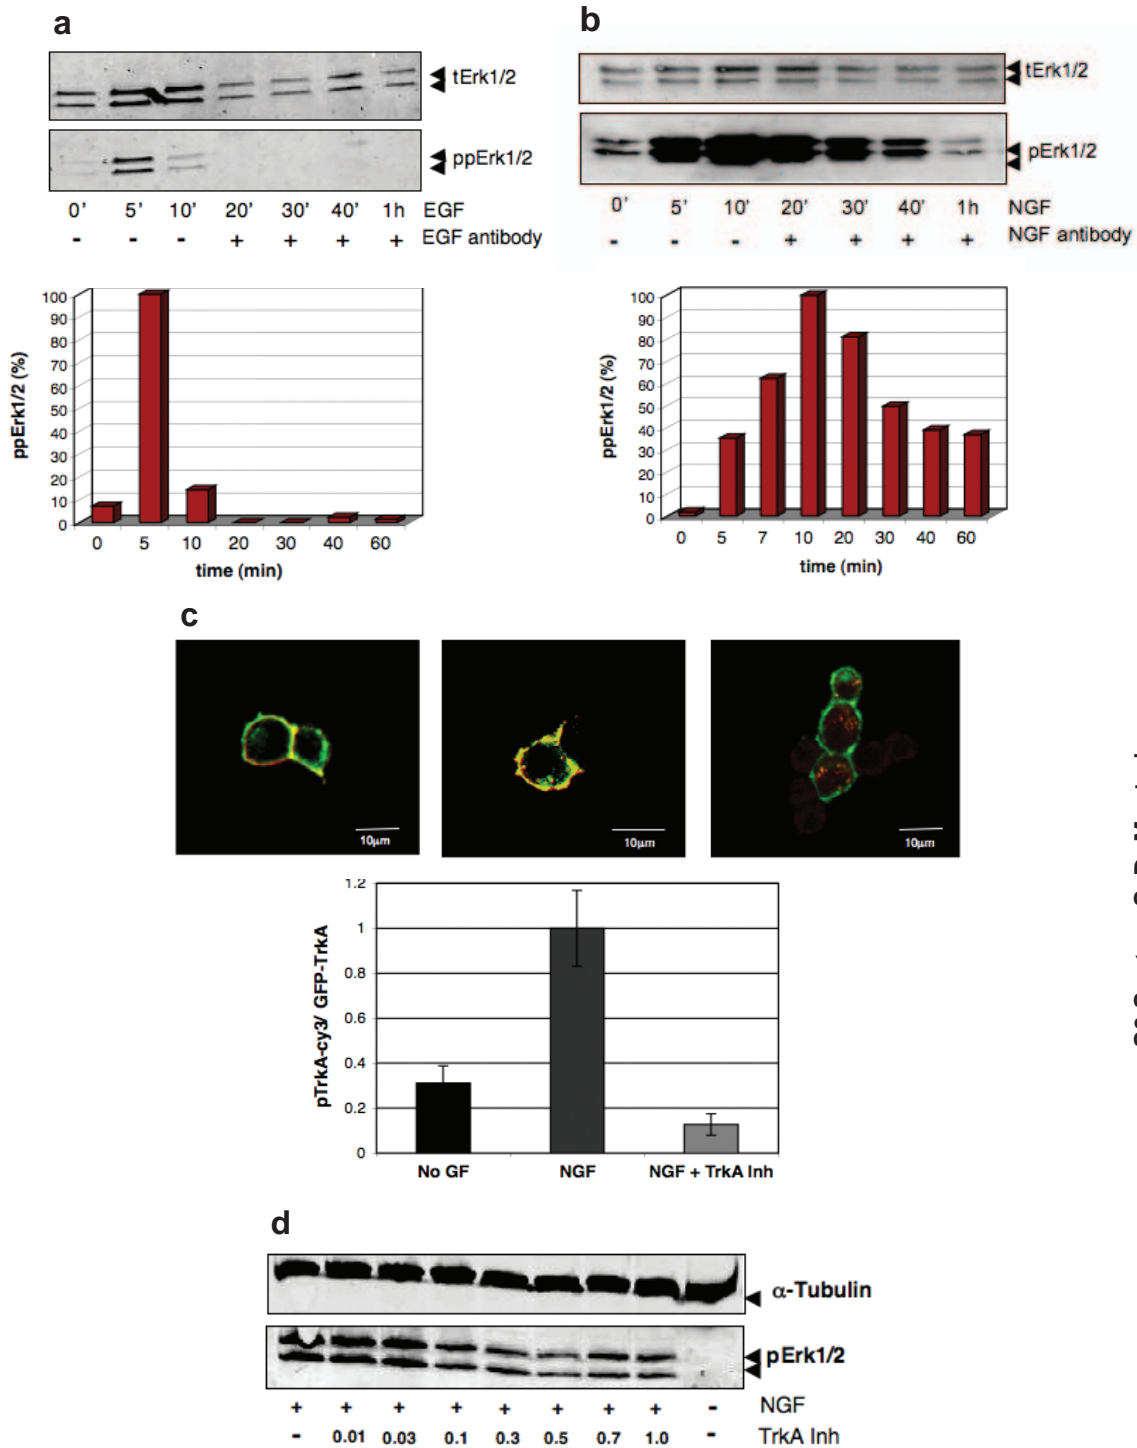 a
tErk1/2
ppErk1/2
0' 5' 10' 20' 30' 40' 1h EGF
- - - + + + + EGF antibody
100
90
80
70
60
50
40
30
20
10
0
ppErk1/2 (%)
0 5 10 20 30 40 60
time (min)
b
tErk1/2
pErk1/2
0' 5' 10' 20' 30' 40' 1h NGF
- - - + + + + NGF antibody
100
90
80
70
60
50
40
30
20
10
0
ppErk1/2 (%)
0 5 7 10 20 30 40 60
time (min)
c
10μm
10μm
10μm
1.2
1
0.8
0.6
0.4
0.2
0
pTrkA-cy3/ GFP-TrkA
No GF NGF NGF + TrkA Inh
d
α-Tubulin
pErk1/2
+ + + + + + + + - NGF
- 0.01 0.03 0.1 0.3 0.5 0.7 1.0 - TrkA Inh